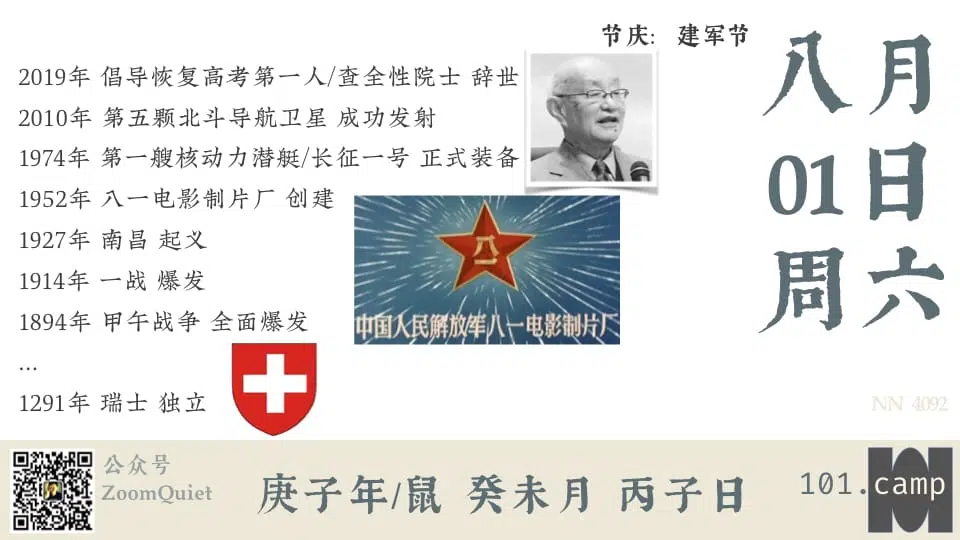 节庆: 建军节
八月
01日
周六
2019年 倡导恢复高考第一人/查全性院士 辞世
2010年 第五颗北斗导航卫星 成功发射
1974年 第一艘核动力潜艇/长征一号 正式装备
1952年 八一电影制片厂 创建
1927年 南昌 起义
1914年 一战 爆发
1894年 甲午战争 全面爆发
...
1291年 瑞士 独立
八一
中国人民解放军八一电影制片厂
NN 4092
公众号
ZoomQuiet
庚子年/鼠 癸未月 丙子日
101.camp